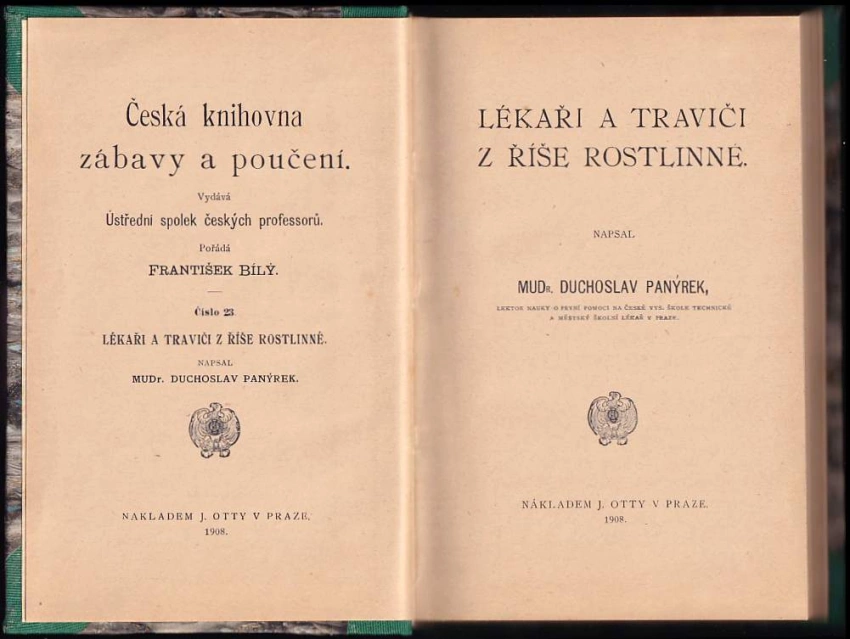 Česká knihovna
zábavy a poučení.
Vydává
Ústřední spolek českých professorů.
Pořádá
FRANTIŠEK BÍLÝ.
Číslo 23
LÉKAŘI A TRAVIČI Z ŘÍŠE ROSTLINNÉ.
NAPSAL
MUDr. DUCHOSLAV PANÝREK.
NAKLADEM J. OTTY V PRAZE.
1908.
LÉKAŘI A TRAVIČI
Z ŘÍŠE ROSTLINNÉ.
NAPSAL
MUDr. DUCHOSLAV PANÝREK,
LEKTOR NAUKY O PRVNÍ POMOCI NA ČESKÉ VYS. ŠKOLE TECHNICKÉ
A MĚSTSKÝ ŠKOLNÍ LÉKAŘ V PRAZE.
NÁKLADEM J. OTTY V PRAZE.
1908.